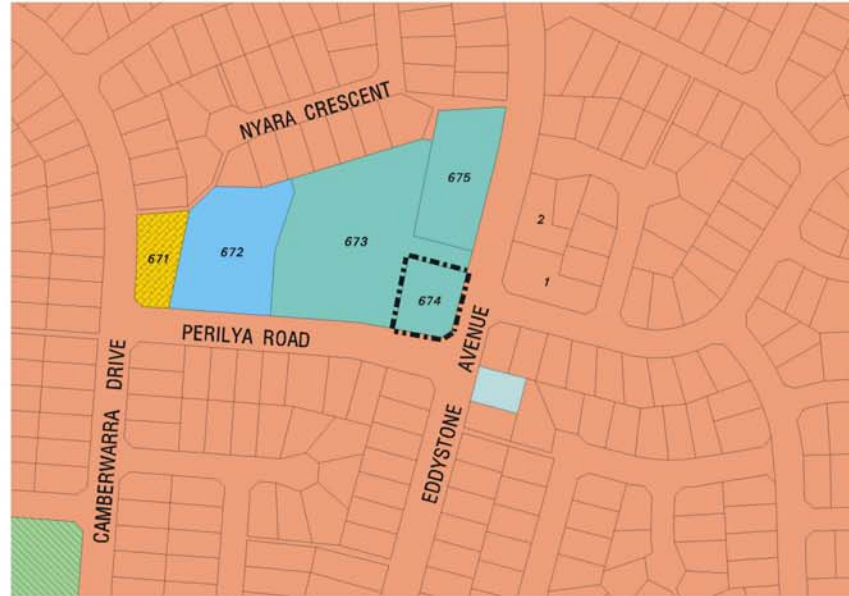 NYARA CRESCENT
675
2
673
672
671
1
674
PERILYA ROAD
EDDYSTONE AVENUE
CAMBERWARRA DRIVE